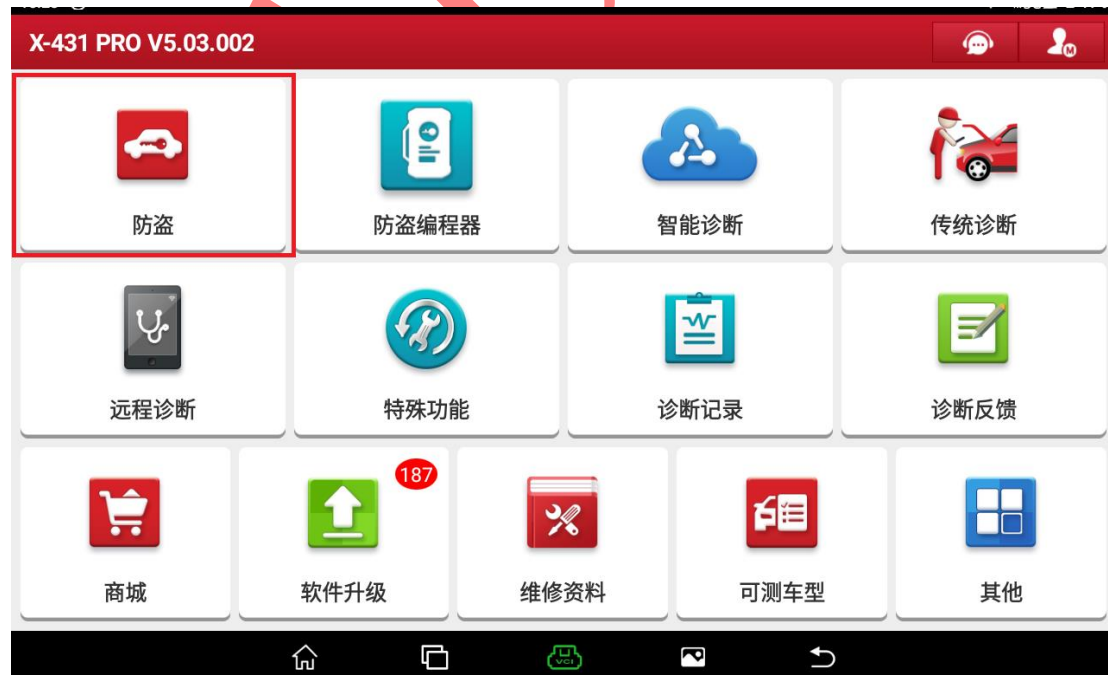 X-431 PRO V5.03.002
M
防盗
防盗编程器
智能诊断
传统诊断
远程诊断
特殊功能
诊断记录
诊断反馈
187
商城
软件升级
维修资料
可测车型
其他
VCI